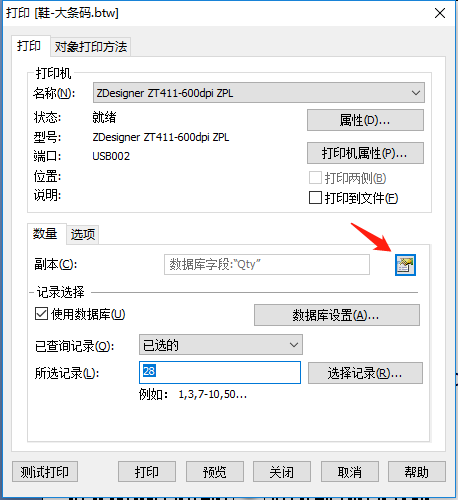 打印 [鞋-大条码.btw]
打印 对象打印方法
打印机
名称(N): ZDesigner ZT411-600dpi ZPL
状态: 就绪 属性(D)...
型号: ZDesigner ZT411-600dpi ZPL
端口: USB002 打印机属性(P)...
位置: 打印两侧(B)
说明: 打印到文件(F)
数量 选项
副本(C): 数据库字段:“Qty”
记录选择
使用数据库(U) 数据库设置(A)...
已查询记录(Q): 已选的
所选记录(L): 28 选择记录(R)...
例如: 1,3,7-10,50...
测试打印 打印 预览 关闭 取消 帮助